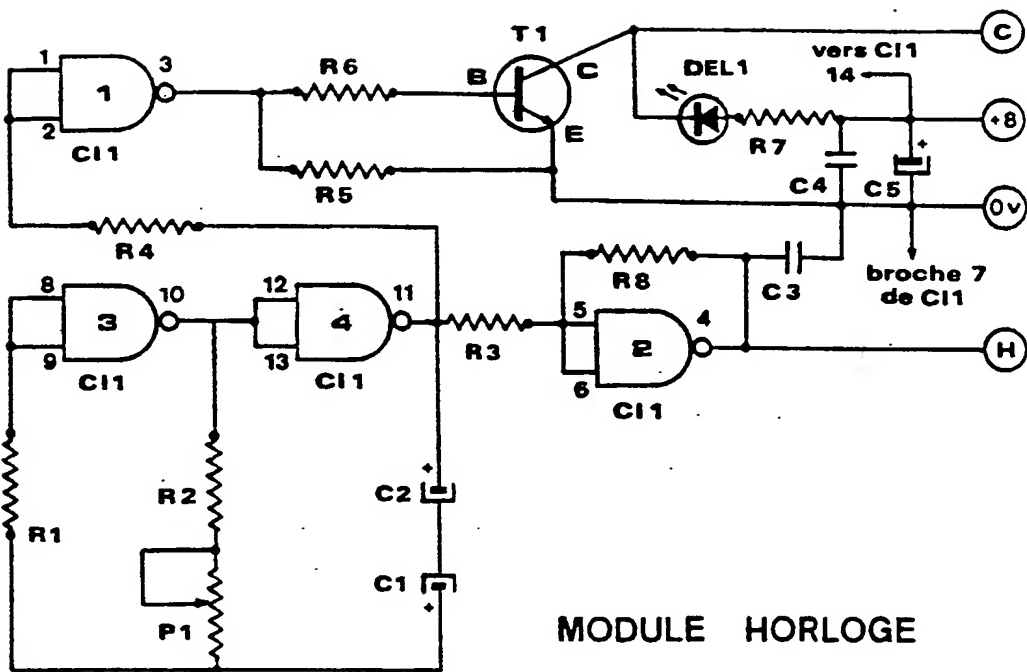 T1
C
1
3
R6
B
C
DEL1
vers CI1
14
1
+8
2
CI1
E
R7
+
R5
C4
C5
0v
R4
R8
C3
broche 7
de CI1
8
10
12
11
5
4
3
4
R3
2
H
9
CI1
13
CI1
6
CI1
R1
R2
+
C2
C1
+
P1
MODULE HORLOGE